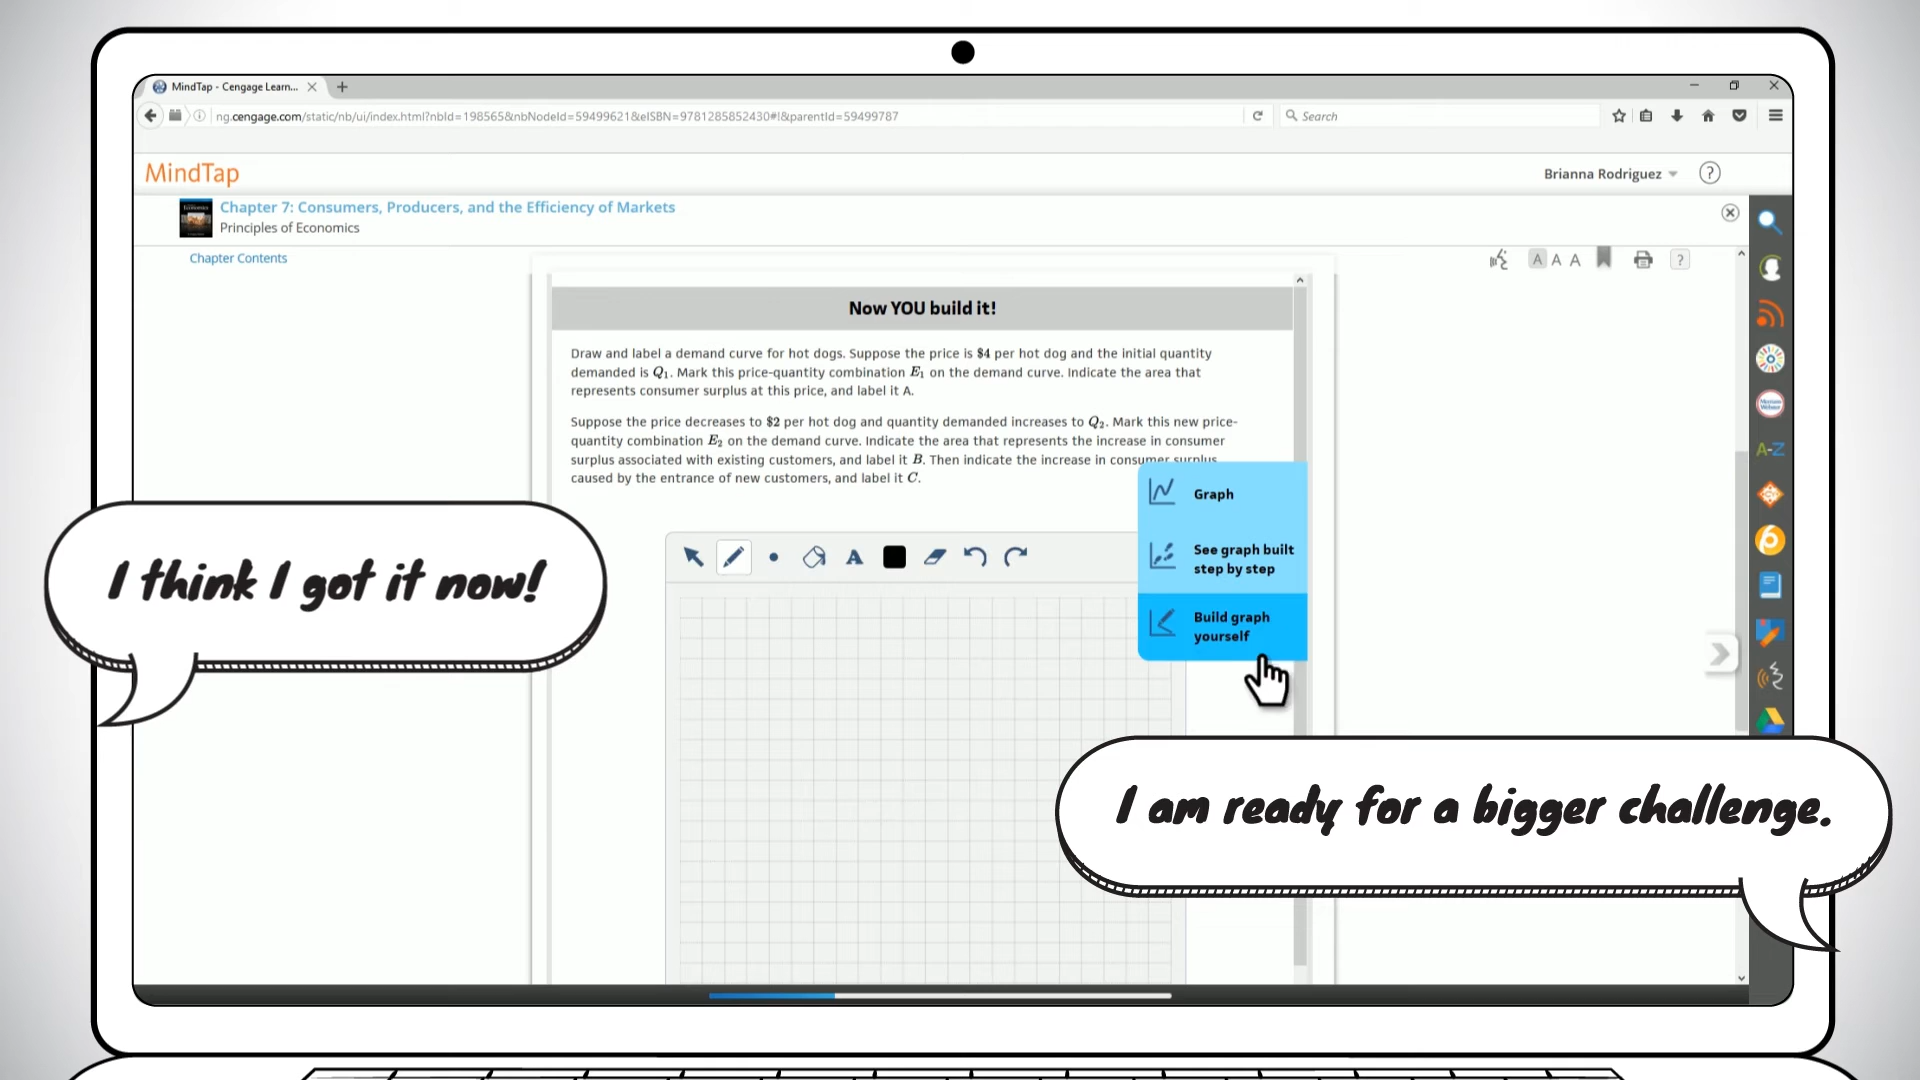 MindTap - Cengage Learn...
ng.cengage.com/static/nb/ui/index.html?nbId=198565&nbNodeId=59499621&eISBN=9781285852430#!&parentId=59499787
Search
MindTap
Brianna Rodriguez
?
Chapter 7: Consumers, Producers, and the Efficiency of Markets
Principles of Economics
Chapter Contents
A A A
?
Now YOU build it!
Draw and label a demand curve for hot dogs. Suppose the price is $4 per hot dog and the initial quantity
demanded is Q₁. Mark this price-quantity combination E₁ on the demand curve. Indicate the area that
represents consumer surplus at this price, and label it A.
Suppose the price decreases to $2 per hot dog and quantity demanded increases to Q₂. Mark this new price-
quantity combination E₂ on the demand curve. Indicate the area that represents the increase in consumer
surplus associated with existing customers, and label it B. Then indicate the increase in consumer surplus
caused by the entrance of new customers, and label it C.
Graph
See graph built
step by step
Build graph
yourself
A
A-Z
I think I got it now!
I am ready for a bigger challenge.